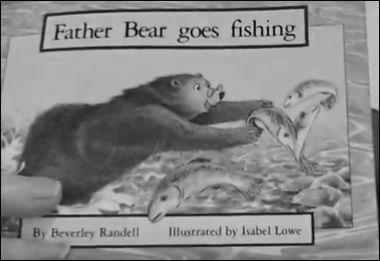 Father Bear goes fishing
By Beverley Randell Illustrated by Isabel Lowe